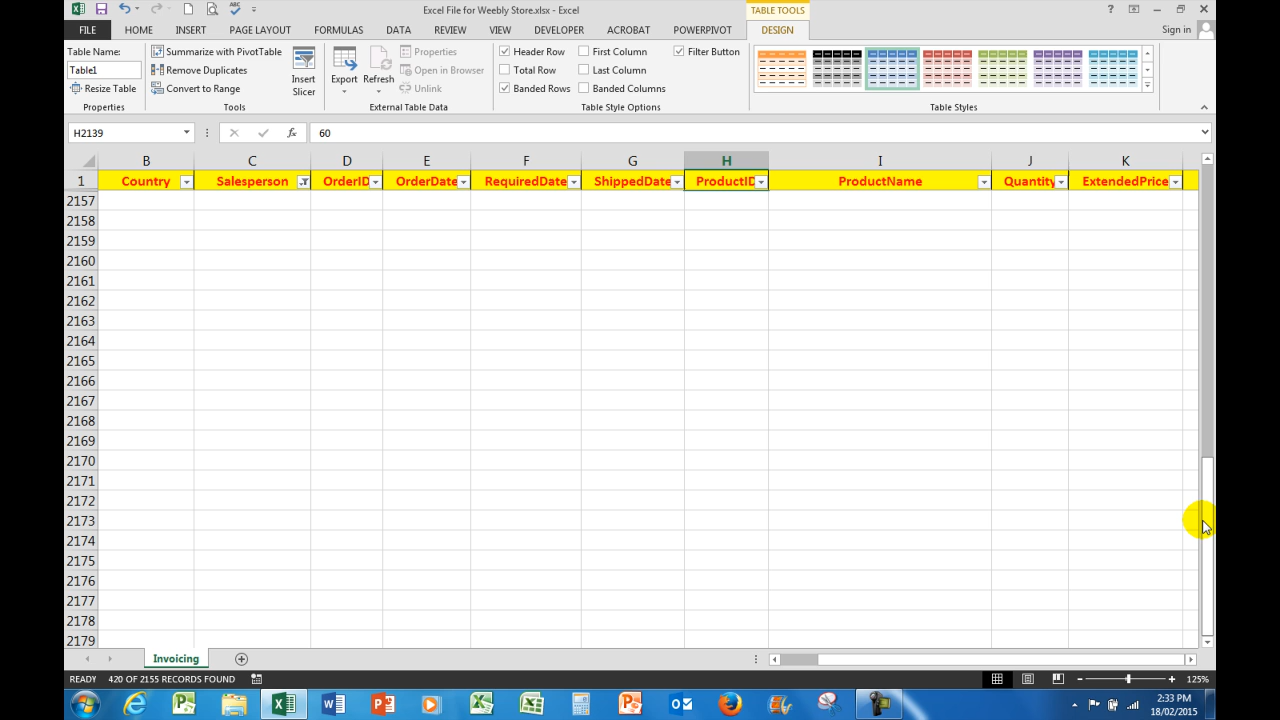 Excel File for Weebly Store.xlsx - Excel
TABLE TOOLS
?
FILE HOME INSERT PAGE LAYOUT FORMULAS DATA REVIEW VIEW DEVELOPER ACROBAT POWERPIVOT DESIGN Sign in
Table Name: Summarize with PivotTable Properties Header Row First Column Filter Button
Table1 Remove Duplicates Insert Slicer Export Refresh Open in Browser Total Row Last Column
Resize Table Convert to Range Unlink Banded Rows Banded Columns
Properties Tools External Table Data Table Style Options Table Styles
H2139 fx 60
B C D E F G H I J K
1 Country Salesperson OrderID OrderDate RequiredDate ShippedDate ProductID ProductName Quantity ExtendedPrice
2157
2158
2159
2160
2161
2162
2163
2164
2165
2166
2167
2168
2169
2170
2171
2172
2173
2174
2175
2176
2177
2178
2179
Invoicing
READY 420 OF 2155 RECORDS FOUND 125%
2:33 PM
18/02/2015